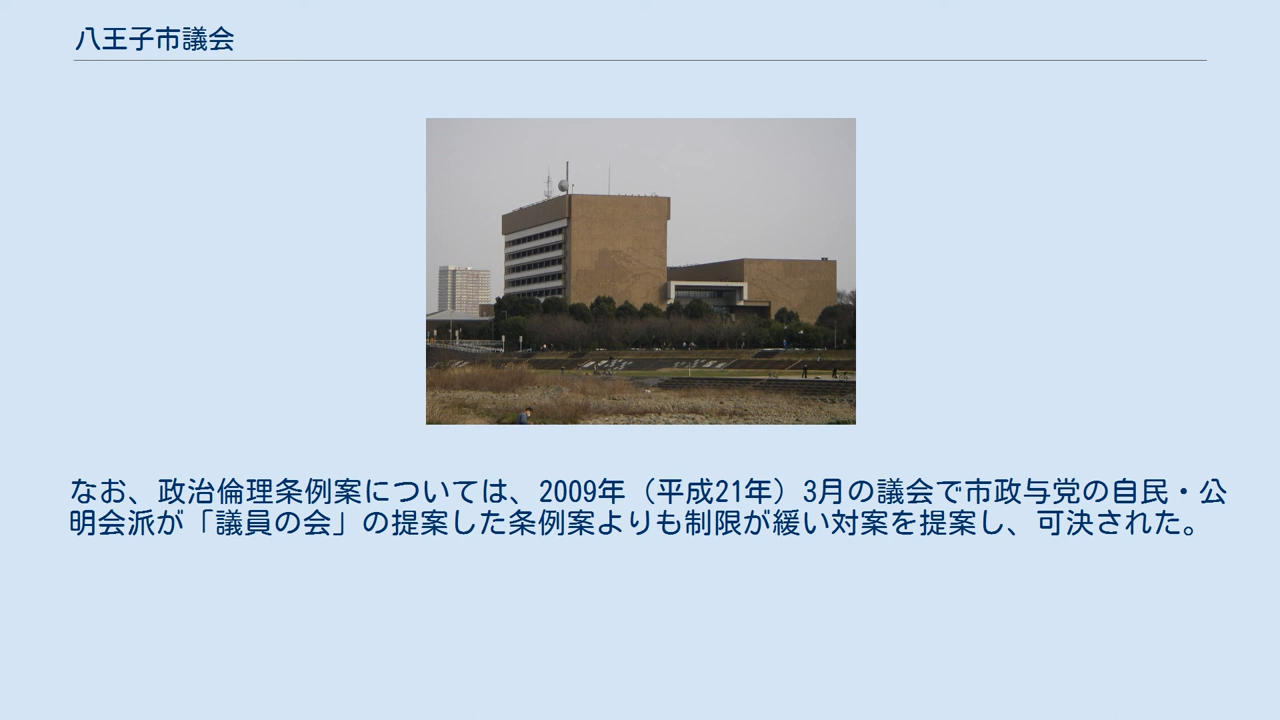 八王子市議会
なお、政治倫理条例案については、2009年（平成21年）3月の議会で市政与党の自民・公
明会派が「議員の会」の提案した条例案よりも制限が緩い対案を提案し、可決された。